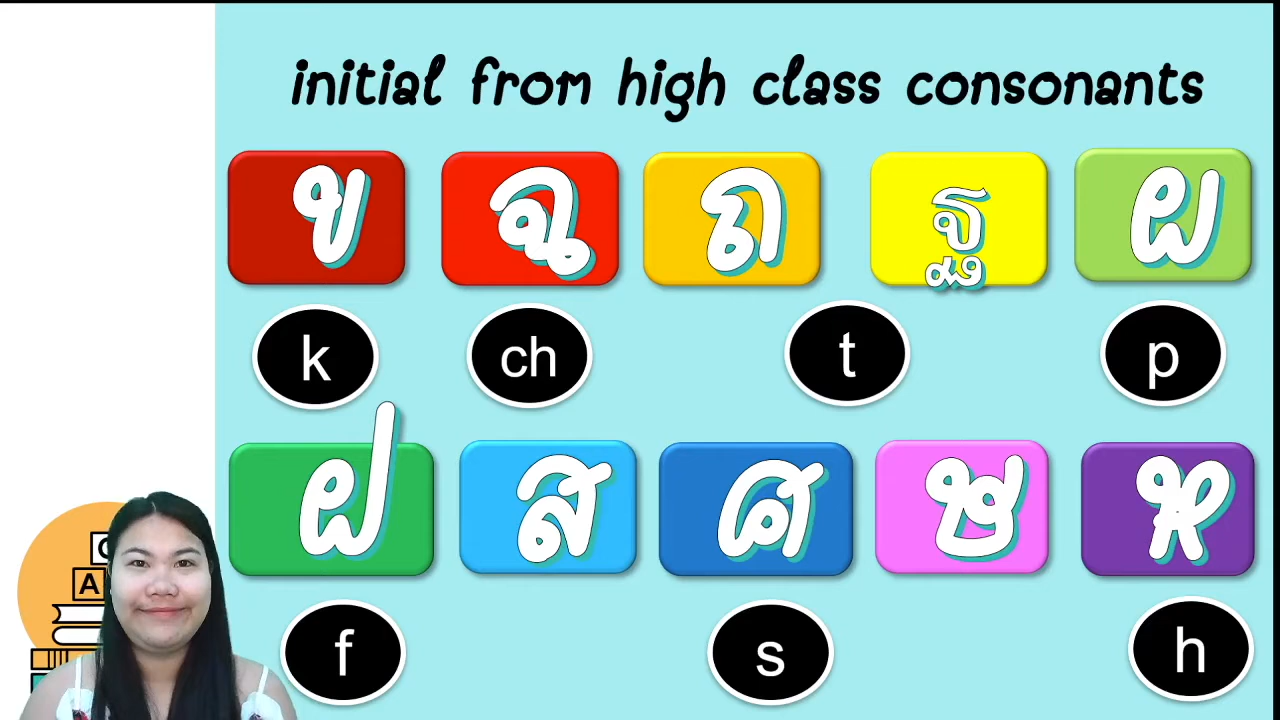 initial from high class consonants
ข ฉ ถ ฐ ผ
k ch t p
ฝ ส ศ ษ ห
f s h
A